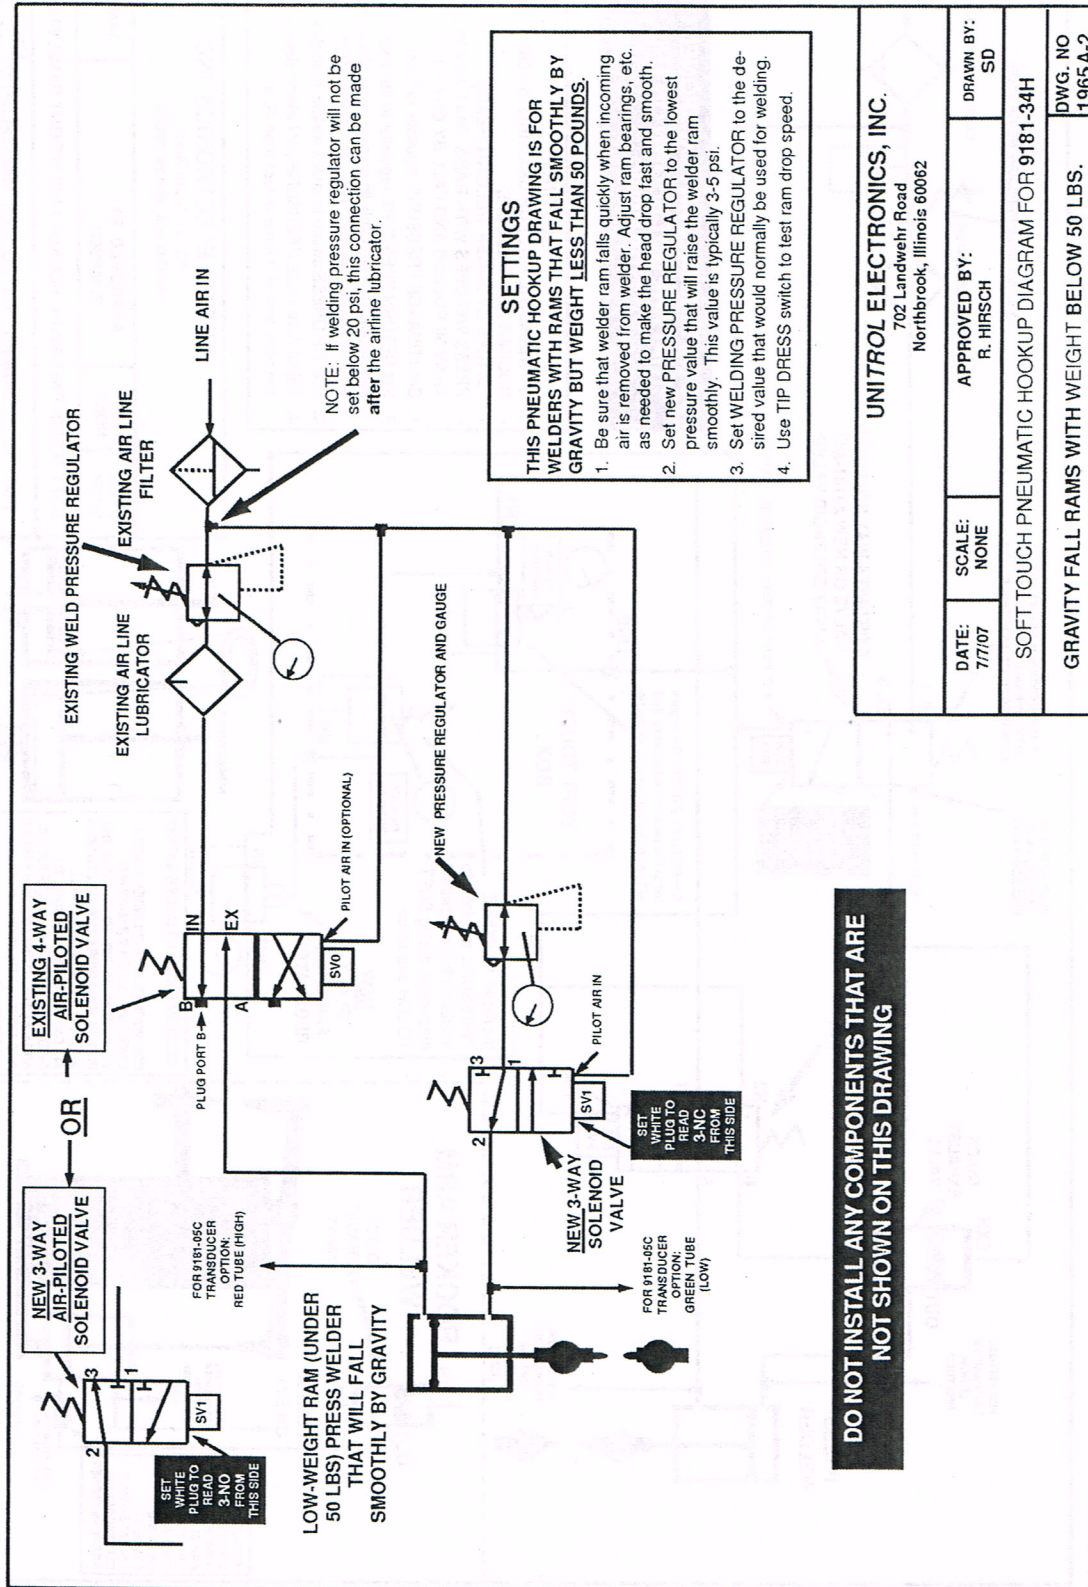 NEW 3-WAY
AIR-PILOTED
SOLENOID VALVE
OR
EXISTING 4-WAY
AIR-PILOTED
SOLENOID VALVE
2
3
1
SV1
SET
WHITE
PLUG TO
READ
3-NO
FROM
THIS SIDE
PLUG PORT B
B
IN
A
EX
SV0
PILOT AIR IN (OPTIONAL)
EXISTING WELD PRESSURE REGULATOR
EXISTING AIR LINE
LUBRICATOR
EXISTING AIR LINE
FILTER
LINE AIR IN
NOTE: If welding pressure regulator will not be
set below 20 psi, this connection can be made
after the airline lubricator.
FOR 9181-05C
TRANSDUCER
OPTION:
RED TUBE (HIGH)
LOW-WEIGHT RAM (UNDER
50 LBS) PRESS WELDER
THAT WILL FALL
SMOOTHLY BY GRAVITY
NEW PRESSURE REGULATOR AND GAUGE
2
3
1
SV1
PILOT AIR IN
NEW 3-WAY
SOLENOID
VALVE
SET
WHITE
PLUG TO
READ
3-NC
FROM
THIS SIDE
FOR 9181-05C
TRANSDUCER
OPTION:
GREEN TUBE
(LOW)
SETTINGS
THIS PNEUMATIC HOOKUP DRAWING IS FOR
WELDERS WITH RAMS THAT FALL SMOOTHLY BY
GRAVITY BUT WEIGHT LESS THAN 50 POUNDS.
1. Be sure that welder ram falls quickly when incoming
air is removed from welder. Adjust ram bearings, etc.
as needed to make the head drop fast and smooth.
2. Set new PRESSURE REGULATOR to the lowest
pressure value that will raise the welder ram
smoothly. This value is typically 3-5 psi.
3. Set WELDING PRESSURE REGULATOR to the de-
sired value that would normally be used for welding.
4. Use TIP DRESS switch to test ram drop speed.
DO NOT INSTALL ANY COMPONENTS THAT ARE
NOT SHOWN ON THIS DRAWING
UNITROL ELECTRONICS, INC.
702 Landwehr Road
Northbrook, Illinois 60062
DATE:
7/7/07
SCALE:
NONE
APPROVED BY:
R. HIRSCH
DRAWN BY:
SD
SOFT TOUCH PNEUMATIC HOOKUP DIAGRAM FOR 9181-34H
GRAVITY FALL RAMS WITH WEIGHT BELOW 50 LBS.
DWG. NO
1965 A-2